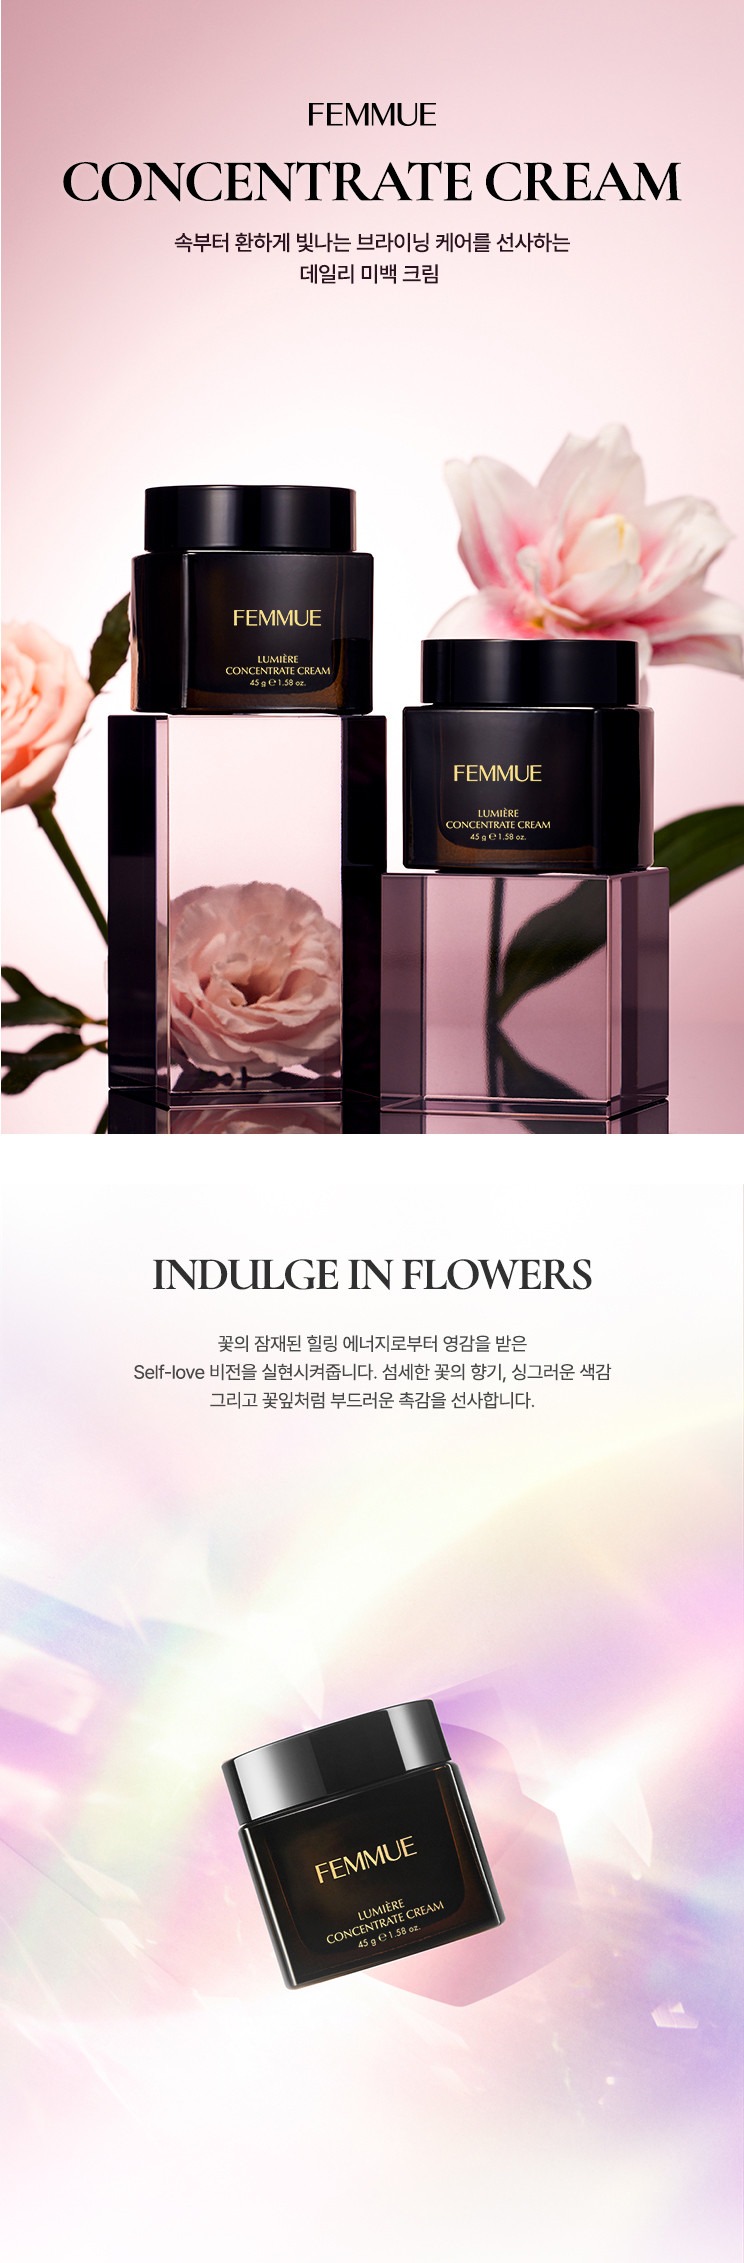 FEMMUE
CONCENTRATE CREAM
속부터 환하게 빛나는 브라이닝 케어를 선사하는
데일리 미백 크림
FEMMUE
LUMIÈRE
CONCENTRATE CREAM
45 g ℮ 1.58 oz.
FEMMUE
LUMIÈRE
CONCENTRATE CREAM
45 g ℮ 1.58 oz.
INDULGE IN FLOWERS
꽃의 잠재된 힐링 에너지로부터 영감을 받은
Self-love 비전을 실현시켜줍니다. 섬세한 꽃의 향기, 싱그러운 색감
그리고 꽃잎처럼 부드러운 촉감을 선사합니다.
FEMMUE
LUMIÈRE
CONCENTRATE CREAM
45 g ℮ 1.58 oz.